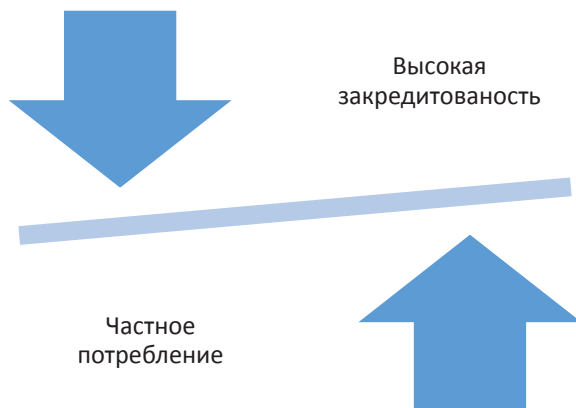 Высокая
закредитованость
Частное
потребление